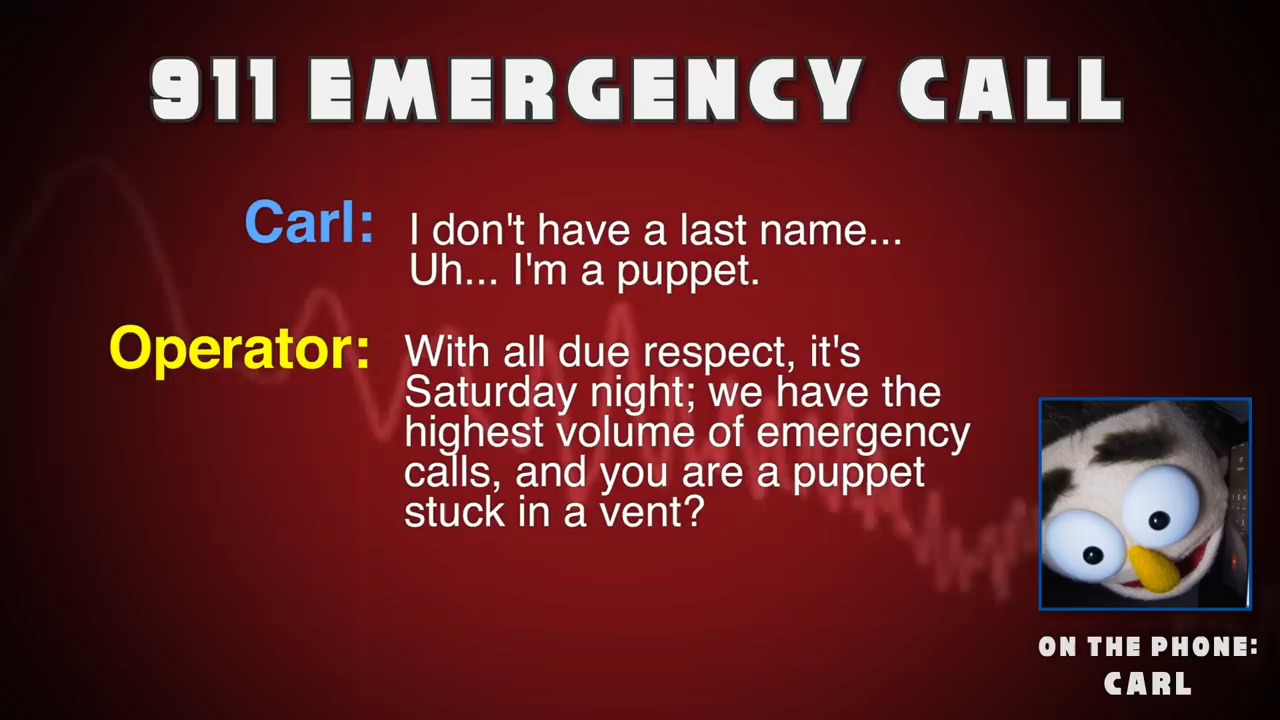 911 EMERGENCY CALL
Carl: I don't have a last name...
Uh... I'm a puppet.
Operator: With all due respect, it's
Saturday night; we have the
highest volume of emergency
calls, and you are a puppet
stuck in a vent?
ON THE PHONE:
CARL